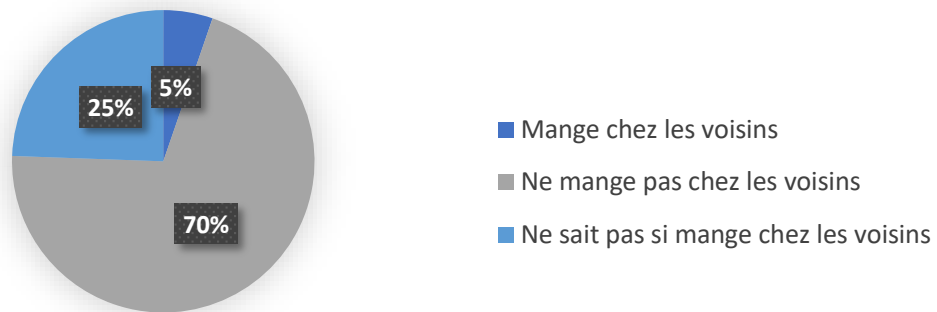 5%
25%
70%
Mange chez les voisins
Ne mange pas chez les voisins
Ne sait pas si mange chez les voisins